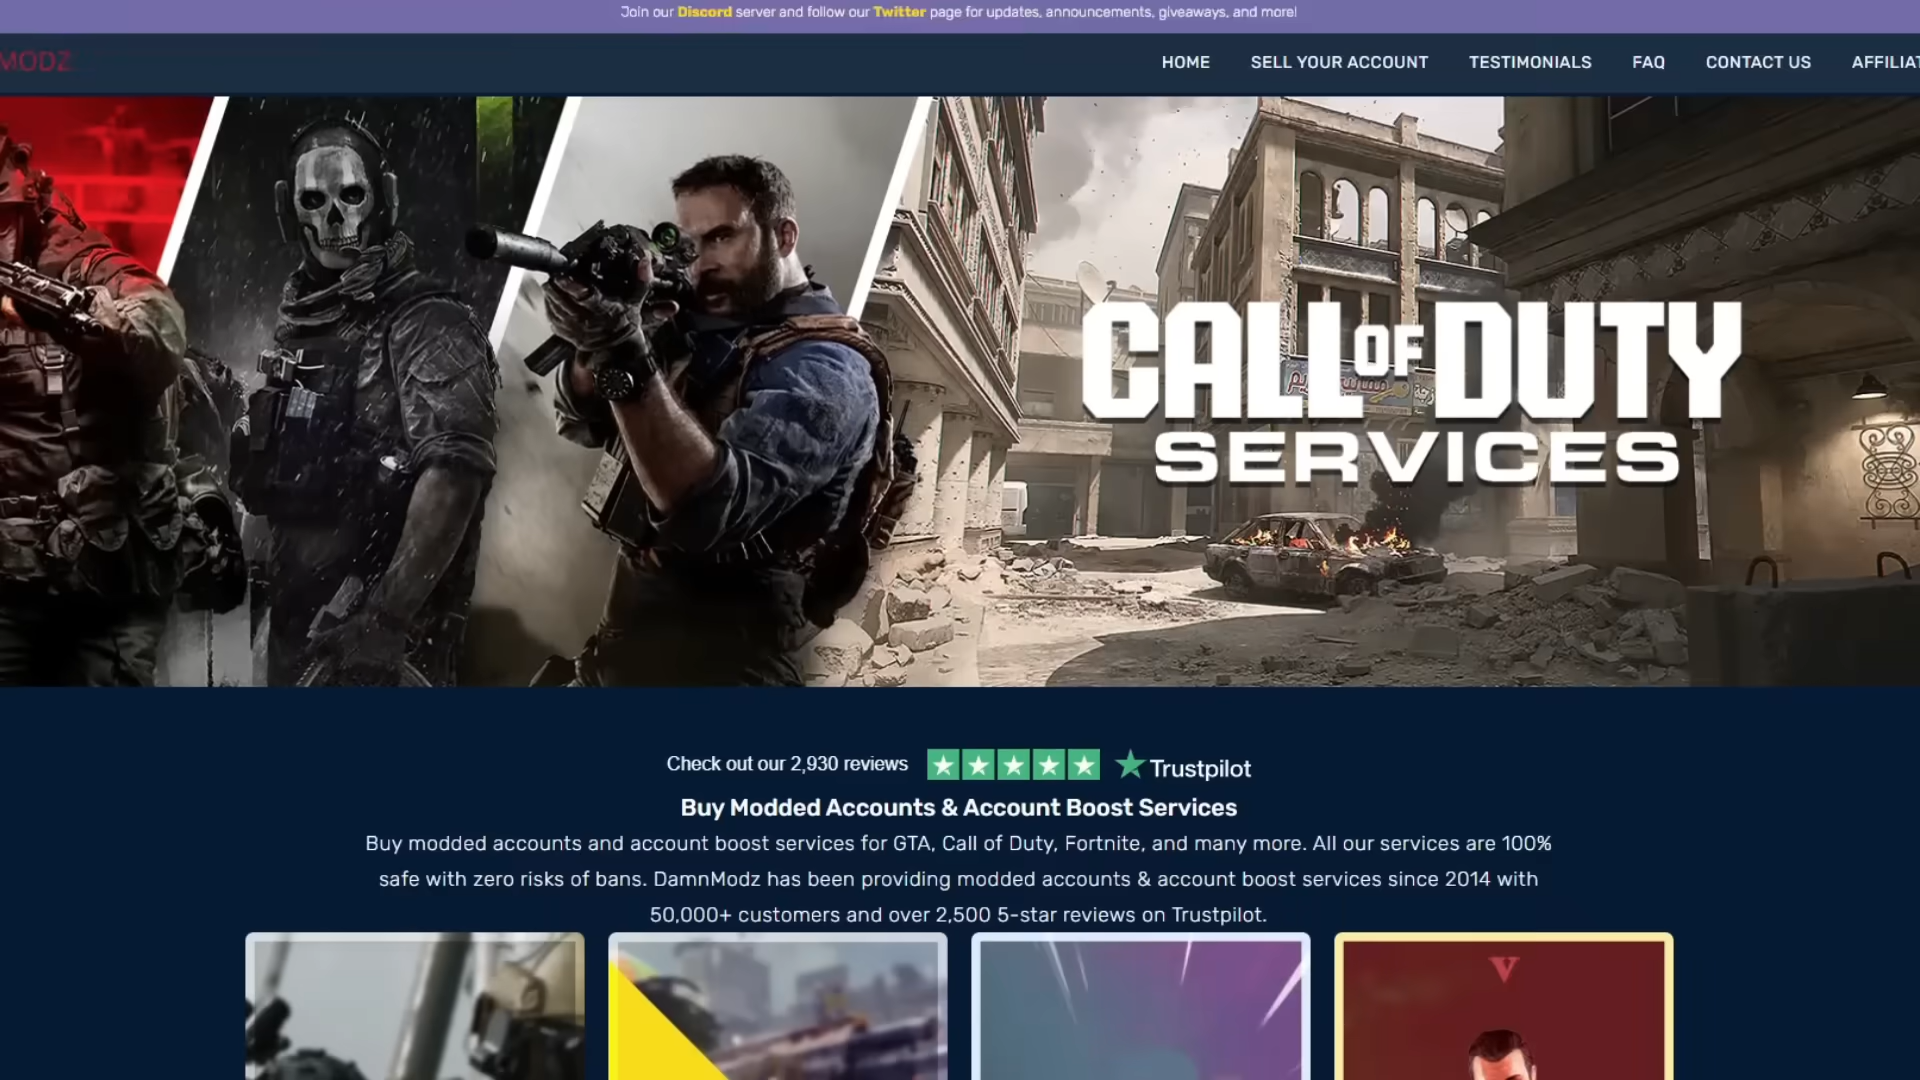 Join our Discord server and follow our Twitter page for updates, announcements, giveaways, and more!
MODZ
HOME SELL YOUR ACCOUNT TESTIMONIALS FAQ CONTACT US AFFILIAT
CALL OF DUTY
SERVICES
Check out our 2,930 reviews Trustpilot
Buy Modded Accounts & Account Boost Services
Buy modded accounts and account boost services for GTA, Call of Duty, Fortnite, and many more. All our services are 100%
safe with zero risks of bans. DamnModz has been providing modded accounts & account boost services since 2014 with
50,000+ customers and over 2,500 5-star reviews on Trustpilot.
V